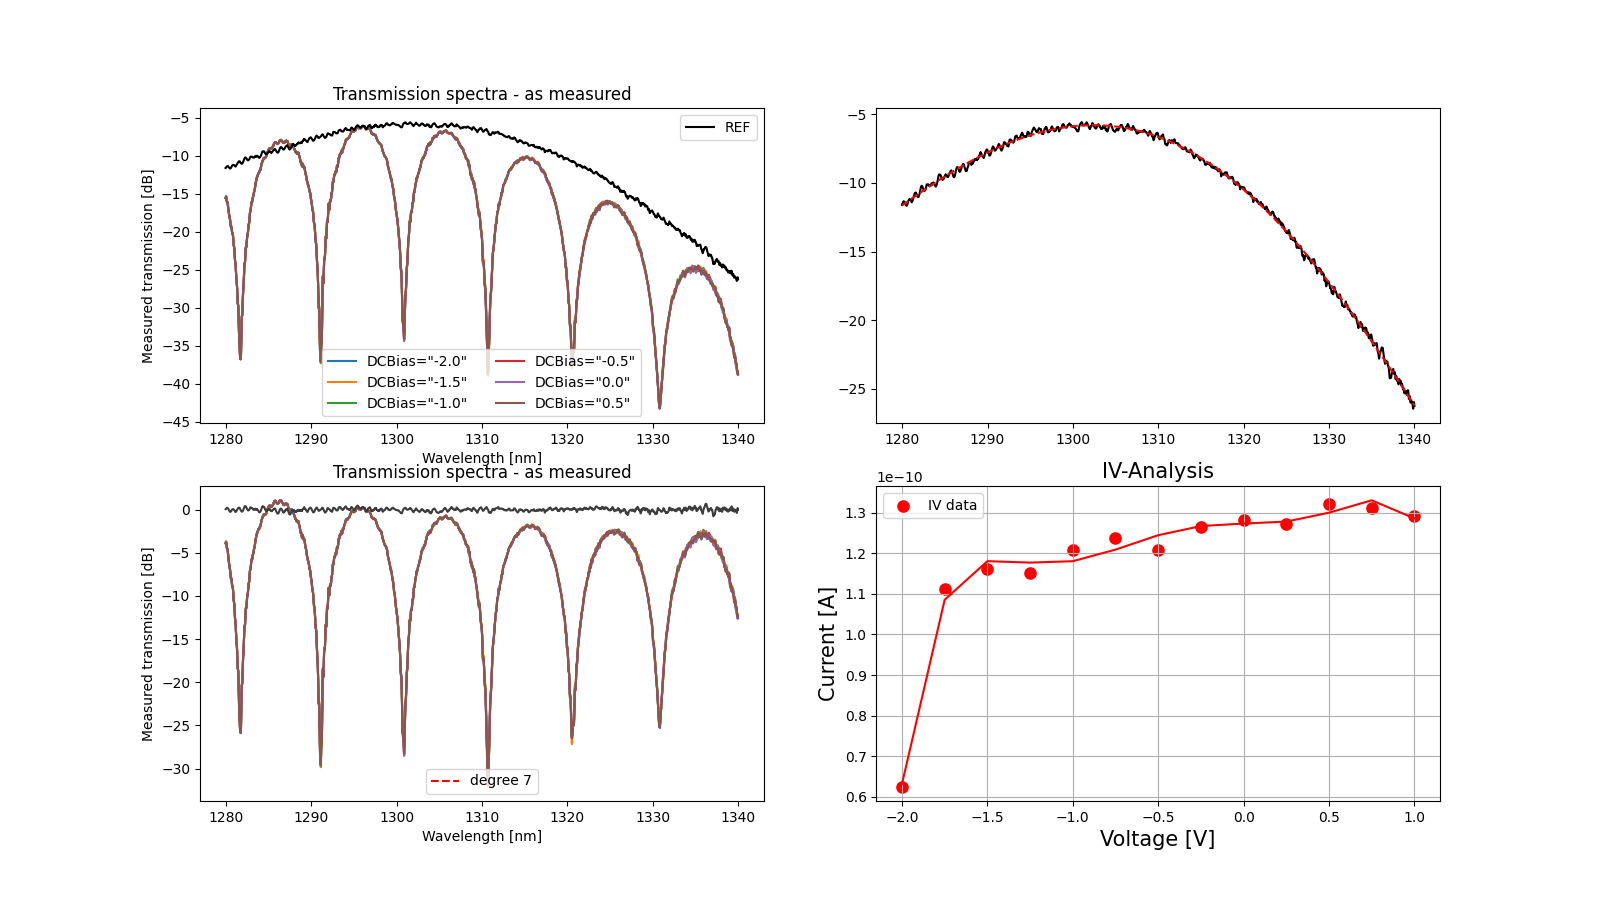 Transmission spectra - as measured
Measured transmission [dB]
−5
−10
−15
−20
−25
−30
−35
−40
−45
REF
DCBias="-2.0" DCBias="-0.5"
DCBias="-1.5" DCBias="0.0"
DCBias="-1.0" DCBias="0.5"
1280 1290 1300 1310 1320 1330 1340
Wavelength [nm]
−5
−10
−15
−20
−25
1280 1290 1300 1310 1320 1330 1340
Transmission spectra - as measured
Measured transmission [dB]
0
−5
−10
−15
−20
−25
−30
degree 7
1280 1290 1300 1310 1320 1330 1340
Wavelength [nm]
IV-Analysis
1e−10
Current [A]
IV data
1.3
1.2
1.1
1.0
0.9
0.8
0.7
0.6
−2.0 −1.5 −1.0 −0.5 0.0 0.5 1.0
Voltage [V]